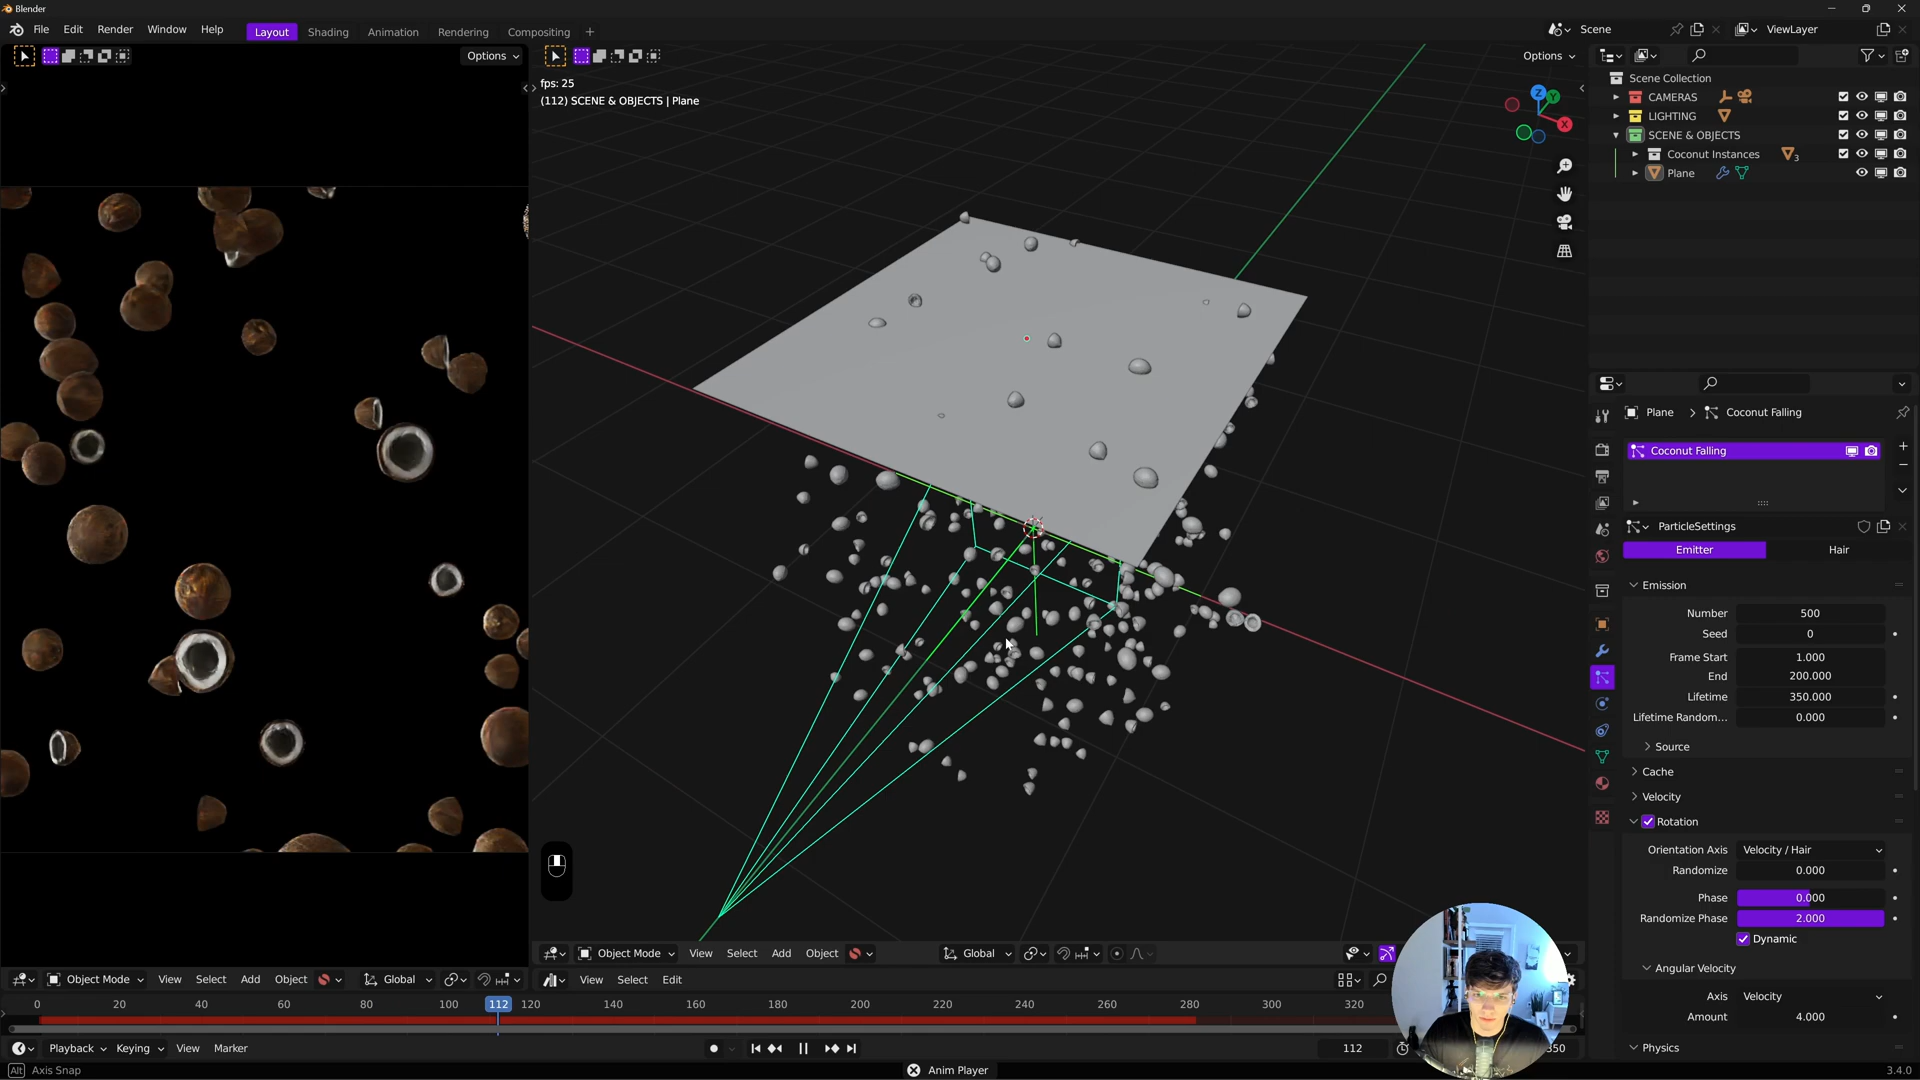 Blender
File Edit Render Window Help Layout Shading Animation Rendering Compositing + Scene ViewLayer
Options
Options
fps: 25
(112) SCENE & OBJECTS | Plane
Z
Y
X
Scene Collection
CAMERAS
LIGHTING
SCENE & OBJECTS
Coconut Instances 3
Plane
Plane > Coconut Falling
Coconut Falling
ParticleSettings
Emitter Hair
Emission
Number 500
Seed 0
Frame Start 1.000
End 200.000
Lifetime 350.000
Lifetime Random... 0.000
Source
Cache
Velocity
Rotation
Orientation Axis Velocity / Hair
Randomize 0.000
Phase 0.000
Randomize Phase 2.000
Dynamic
Angular Velocity
Axis Velocity
Amount 4.000
Physics
Object Mode View Select Add Object Global
Object Mode View Select Add Object Global
View Select Edit
0 20 40 60 80 100 112 120 140 160 180 200 220 240 260 280 300 320
Playback Keying View Marker 112 350
Alt Axis Snap Anim Player 3.4.0